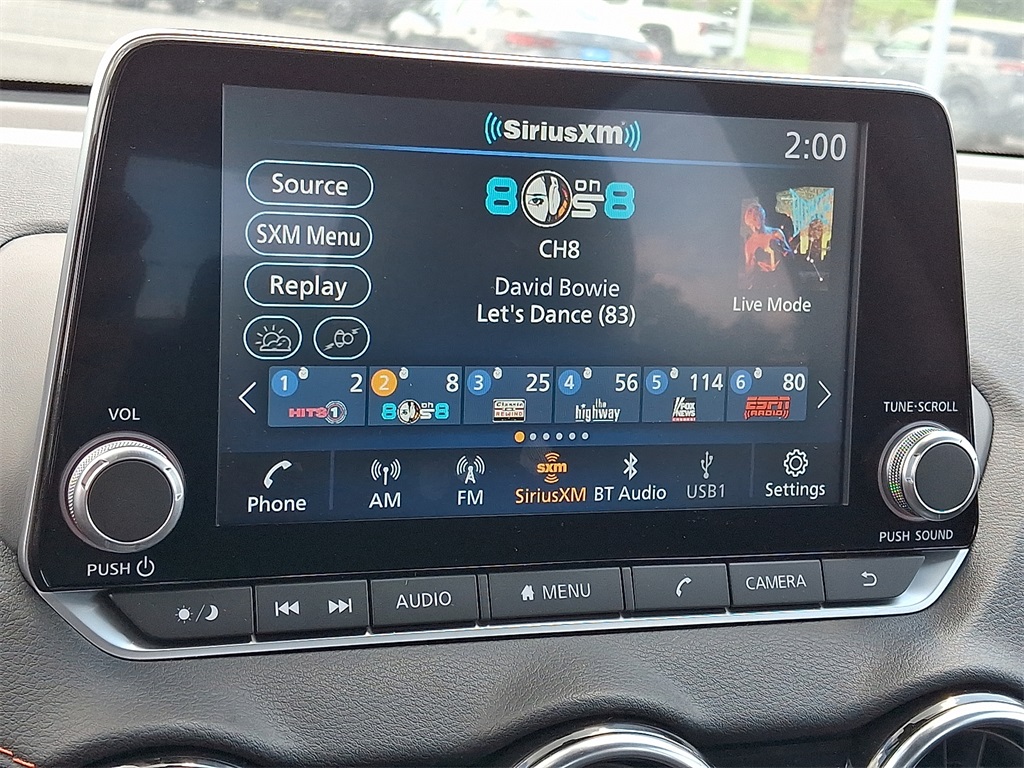 SiriusXM
2:00
Source
SXM Menu
Replay
8 on 8
CH8
David Bowie
Let's Dance (83)
Live Mode
1 2 HITS 1
2 8 80s on 8
3 25 Classic REWIND
4 56 the highway
5 114 FOX NEWS
6 80 ESPN RADIO
Phone
AM
FM
sxm
SiriusXM
BT Audio
USB1
Settings
VOL
PUSH
TUNE·SCROLL
PUSH SOUND
AUDIO
MENU
CAMERA